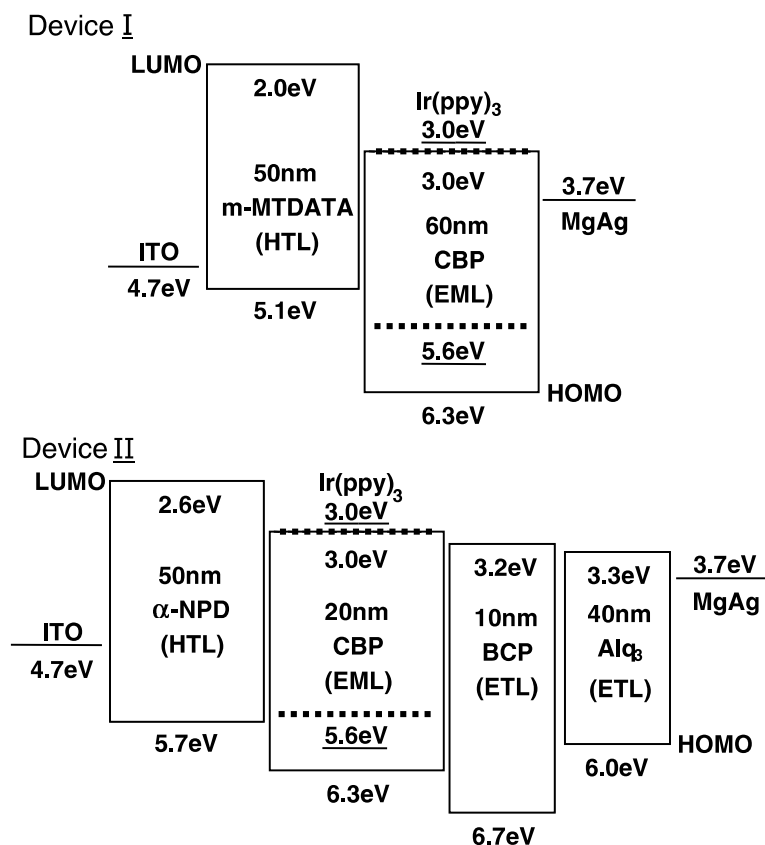 Device I
LUMO
2.0eV
50nm
m-MTDATA
(HTL)
ITO
4.7eV
5.1eV
Ir(ppy)3
3.0eV
3.0eV
60nm
CBP
(EML)
5.6eV
6.3eV
3.7eV
MgAg
HOMO
Device II
LUMO
2.6eV
50nm
α-NPD
(HTL)
ITO
4.7eV
5.7eV
Ir(ppy)3
3.0eV
3.0eV
20nm
CBP
(EML)
5.6eV
6.3eV
3.2eV
10nm
BCP
(ETL)
6.7eV
3.3eV
40nm
Alq3
(ETL)
6.0eV
3.7eV
MgAg
HOMO